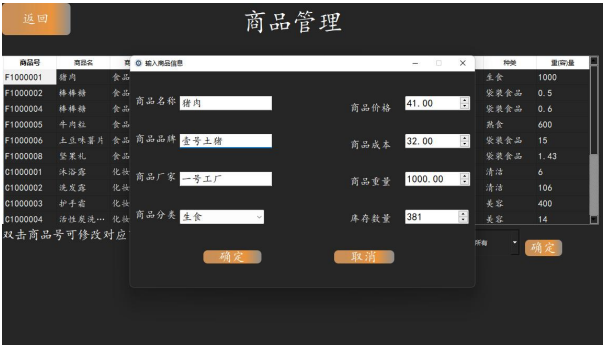 返回
商品管理
商品号 商品名 种类 重(容)量
输入商品信息
F1000001 猪肉 食品 生食 1000
F1000002 棒棒糖 食品 袋装食品 0.5
F1000004 棒棒糖 食品 袋装食品 0.6
F1000005 牛肉粒 食品 熟食 600
F1000006 土豆味薯片 食品 袋装食品 15
F1000008 坚果礼 食品 袋装食品 1.43
C1000001 沐浴露 化妆 清洁 6
C1000002 洗发露 化妆 清洁 106
C1000003 护手霜 化妆 美容 400
C1000004 活性炭洗… 化妆 美容 14
商品名称 猪肉 商品价格 41.00
商品品牌 壹号土猪 商品成本 32.00
商品厂家 一号工厂 商品重量 1000.00
商品分类 生食 库存数量 381
确定 取消
双击商品号可修改对应
所有 确定